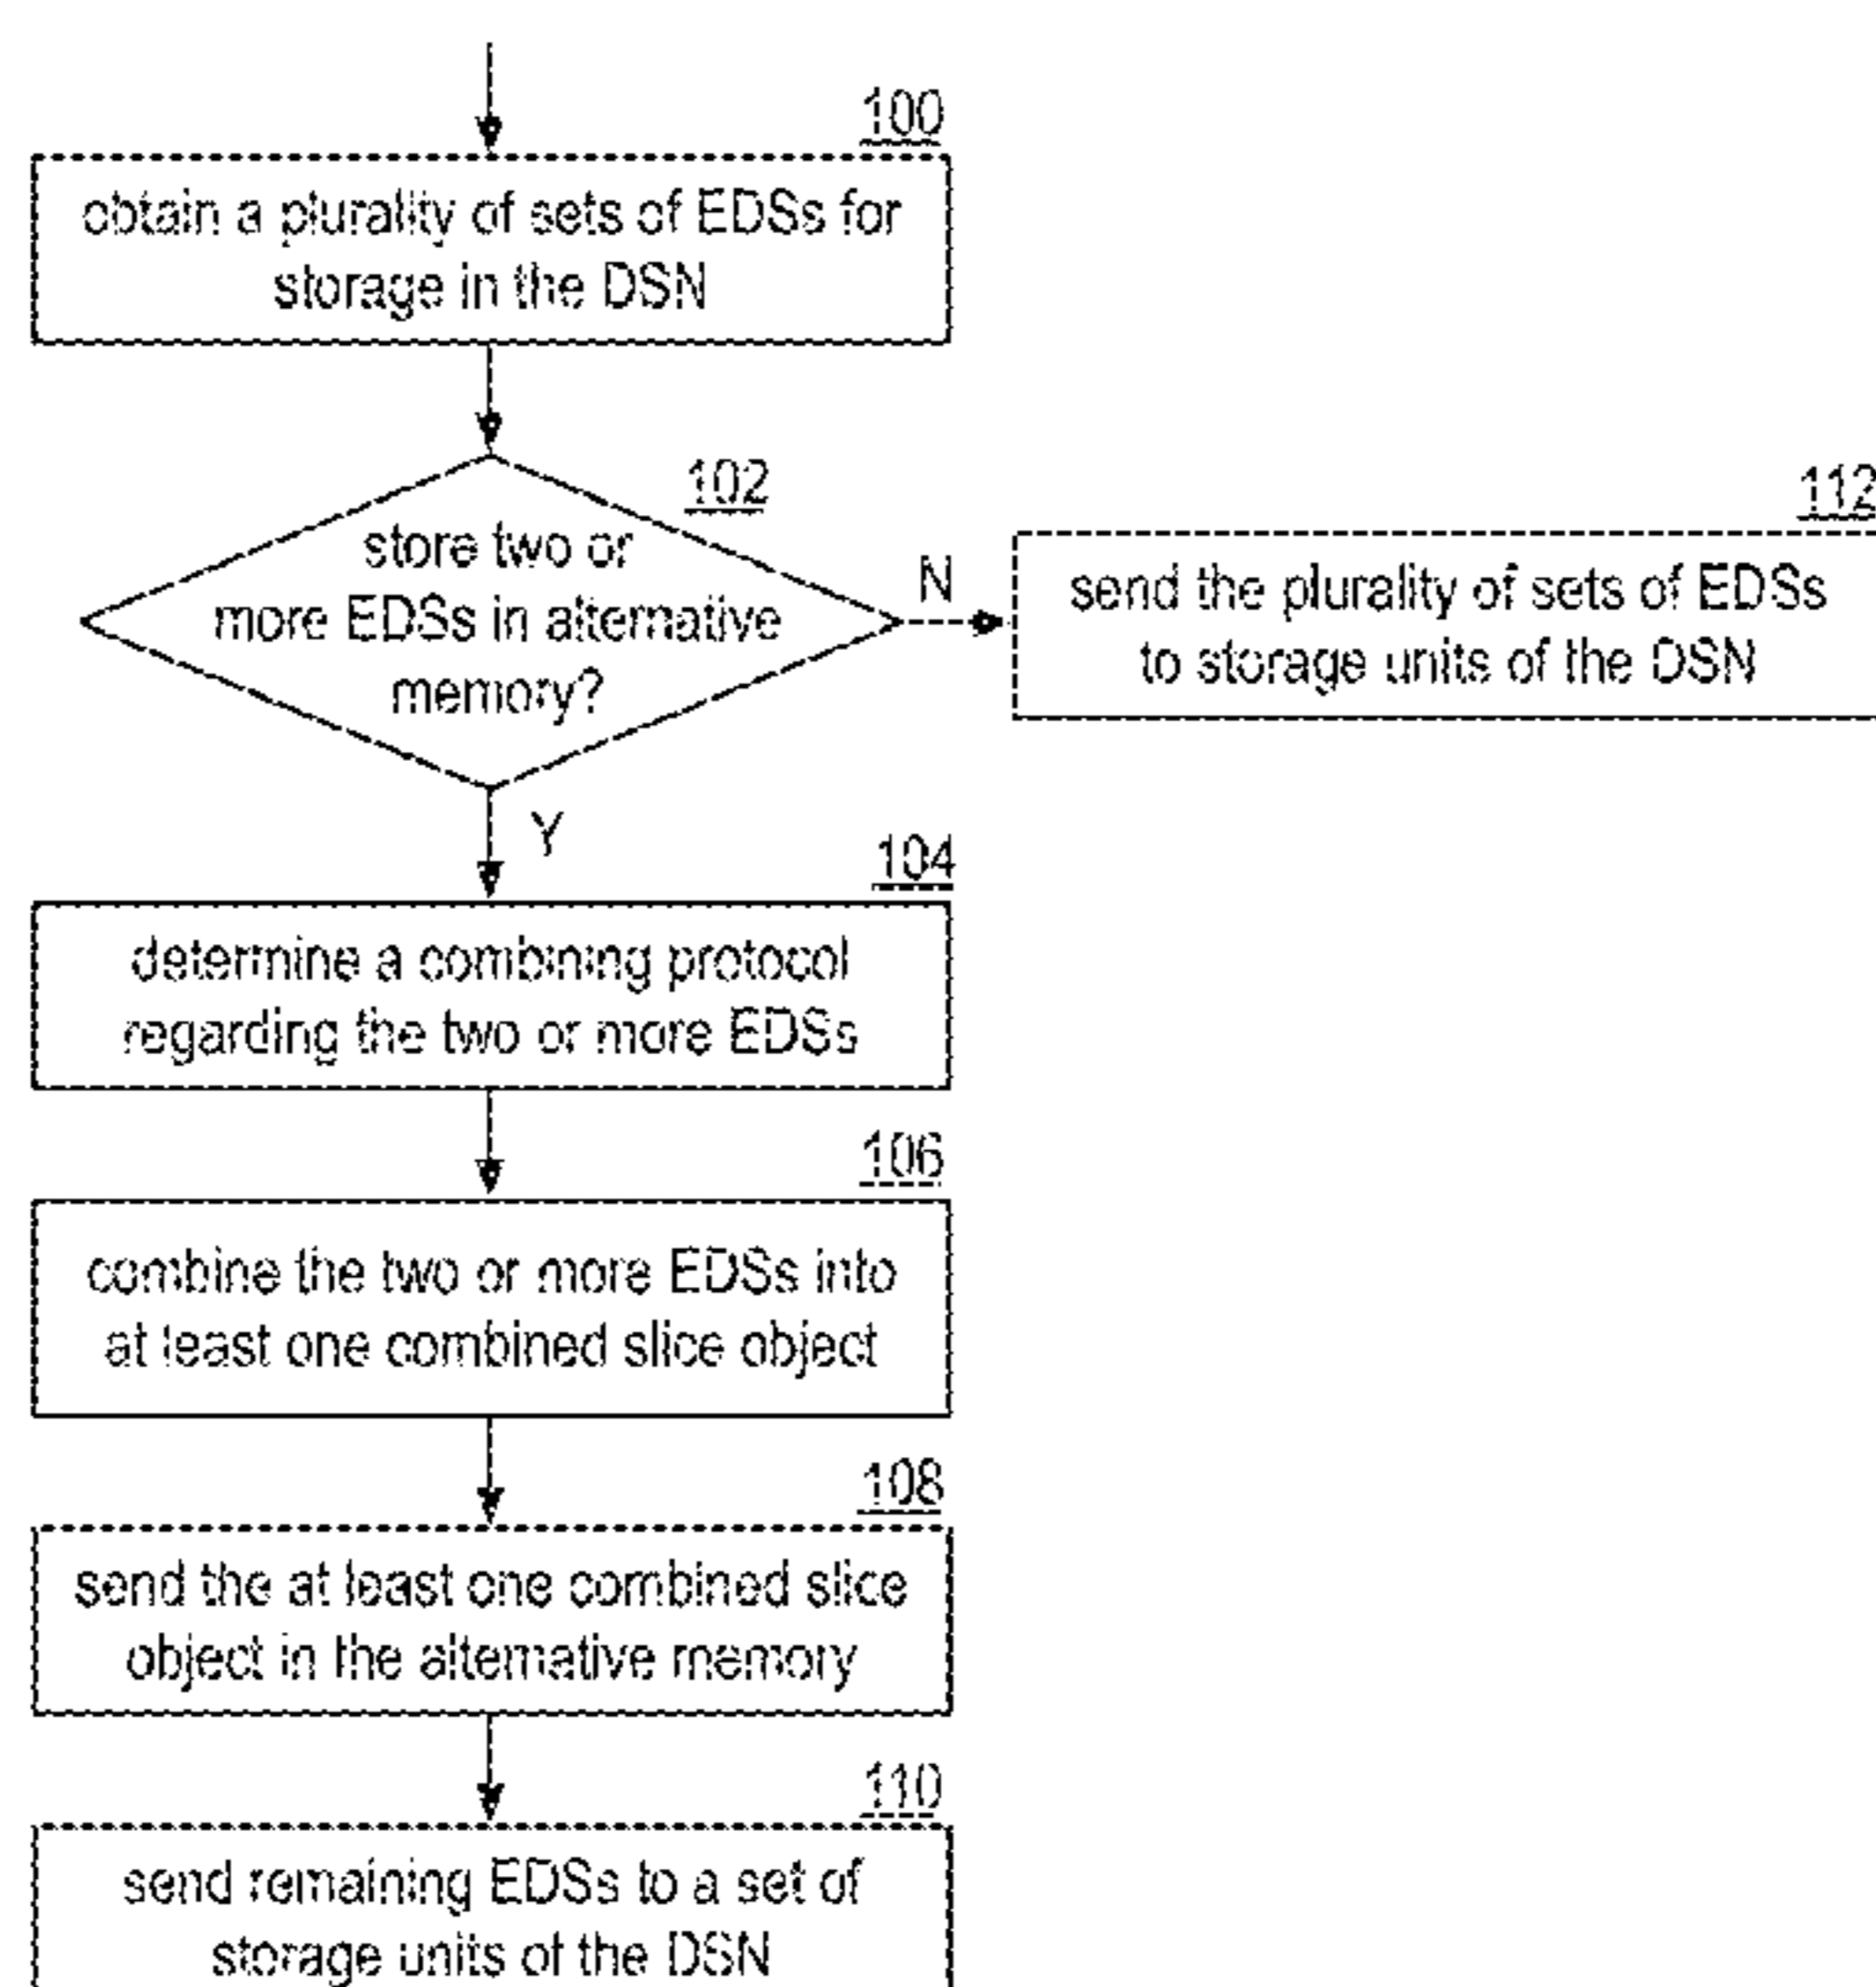 100
obtain a plurality of sets of EDSs for
storage in the DSN
102
store two or
more EDSs in alternative
memory?
N
112
send the plurality of sets of EDSs
to storage units of the DSN
Y
104
determine a combining protocol
regarding the two or more EDSs
106
combine the two or more EDSs into
at least one combined slice object
108
send the at least one combined slice
object in the alternative memory
110
send remaining EDSs to a set of
storage units of the DSN